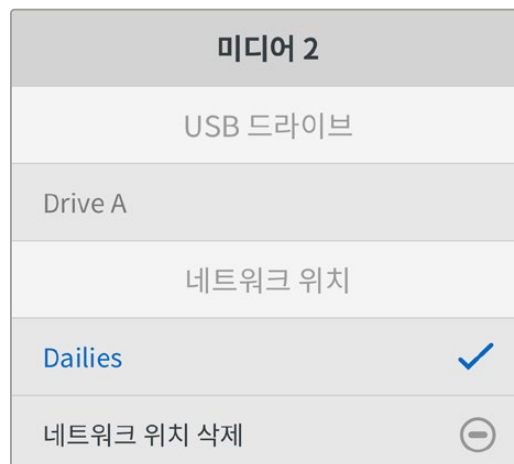 미디어 2
USB 드라이브
Drive A
네트워크 위치
Dailies
네트워크 위치 삭제